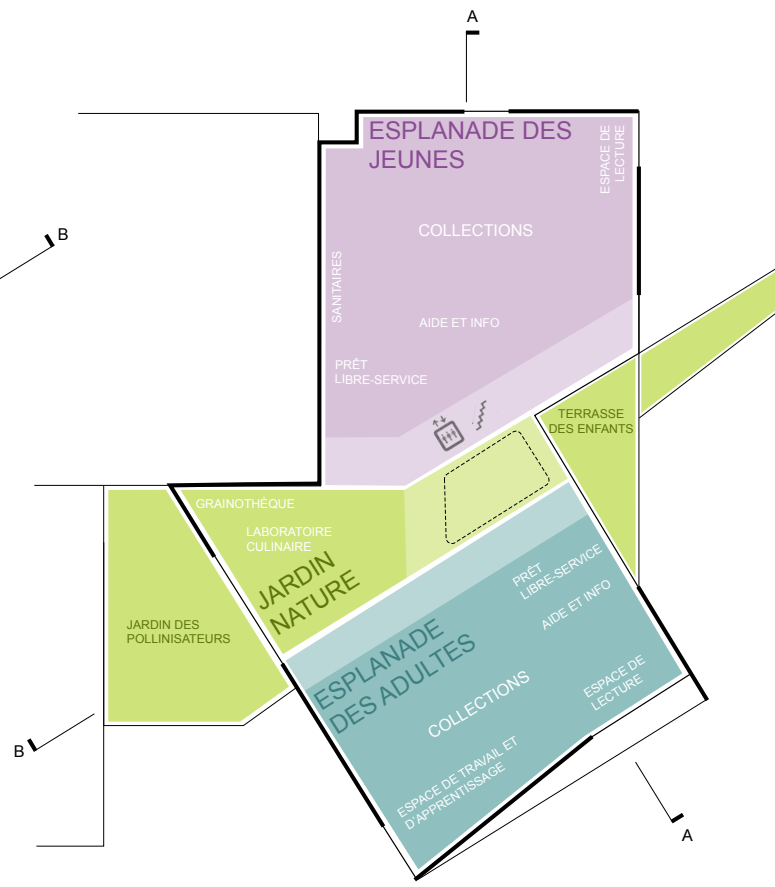 A
ESPLANADE DES
JEUNES
ESPACE DE
LECTURE
COLLECTIONS
B
SANITAIRES
AIDE ET INFO
PRÊT
LIBRE-SERVICE
TERRASSE
DES ENFANTS
GRAINOTHÈQUE
LABORATOIRE
CULINAIRE
JARDIN
NATURE
JARDIN DES
POLLINISATEURS
PRÊT
LIBRE-SERVICE
AIDE ET INFO
ESPLANADE
DES ADULTES
COLLECTIONS
ESPACE DE
LECTURE
ESPACE DE TRAVAIL ET
D'APPRENTISSAGE
B
A